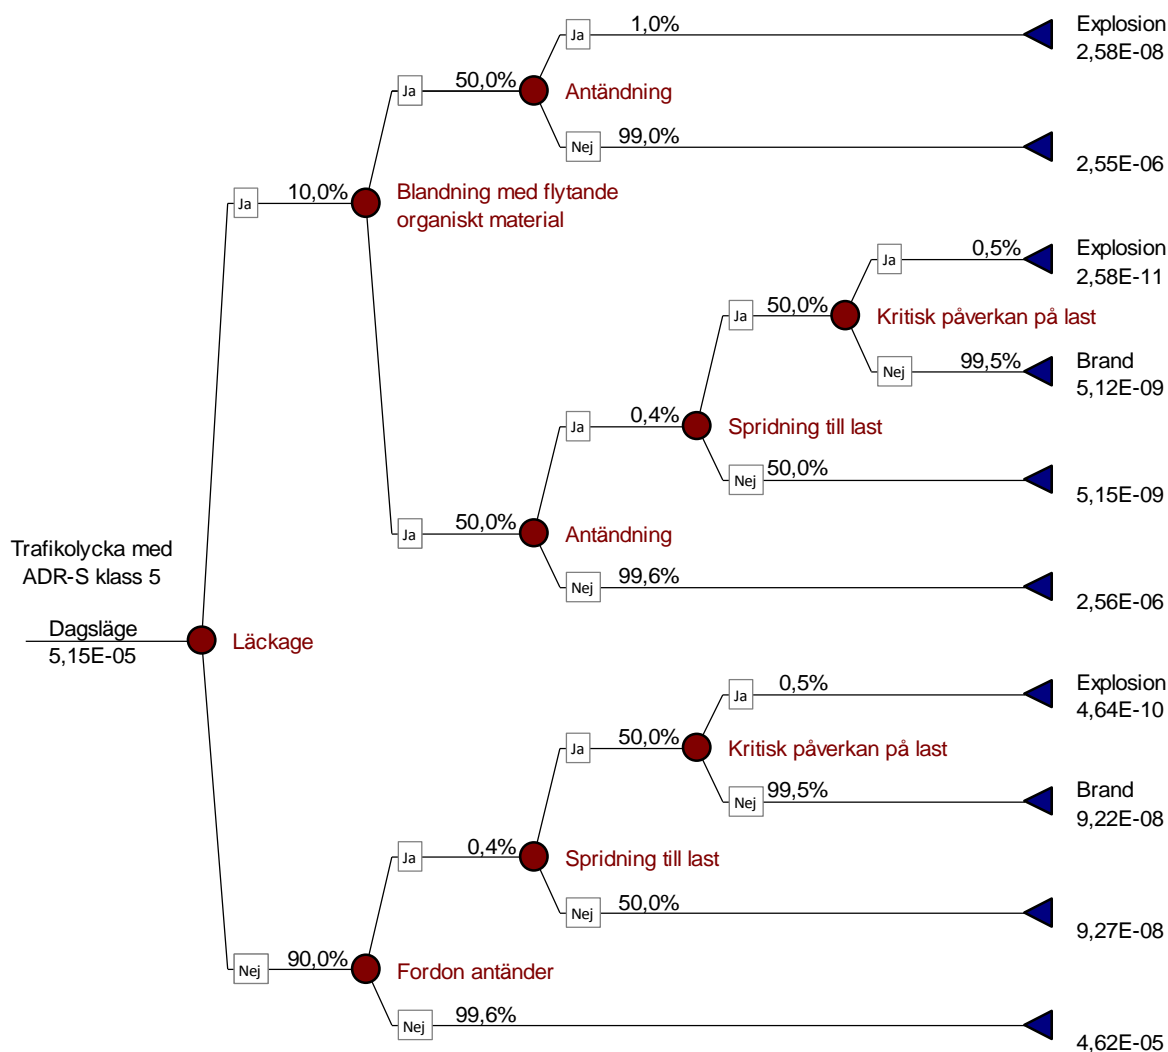 Explosion
Ja 1,0%
2,58E-08
Ja 50,0%
Antändning
Nej 99,0%
2,55E-06
Ja 10,0%
Blandning med flytande
organiskt material
Explosion
Ja 0,5%
2,58E-11
Ja 50,0%
Kritisk påverkan på last
Nej 99,5%
Brand
5,12E-09
Ja 0,4%
Spridning till last
Nej 50,0%
5,15E-09
Ja 50,0%
Antändning
Nej 99,6%
2,56E-06
Trafikolycka med
ADR-S klass 5
Dagsläge
5,15E-05
Läckage
Explosion
Ja 0,5%
4,64E-10
Ja 50,0%
Kritisk påverkan på last
Nej 99,5%
Brand
9,22E-08
Ja 0,4%
Spridning till last
Nej 50,0%
9,27E-08
Nej 90,0%
Fordon antänder
Nej 99,6%
4,62E-05